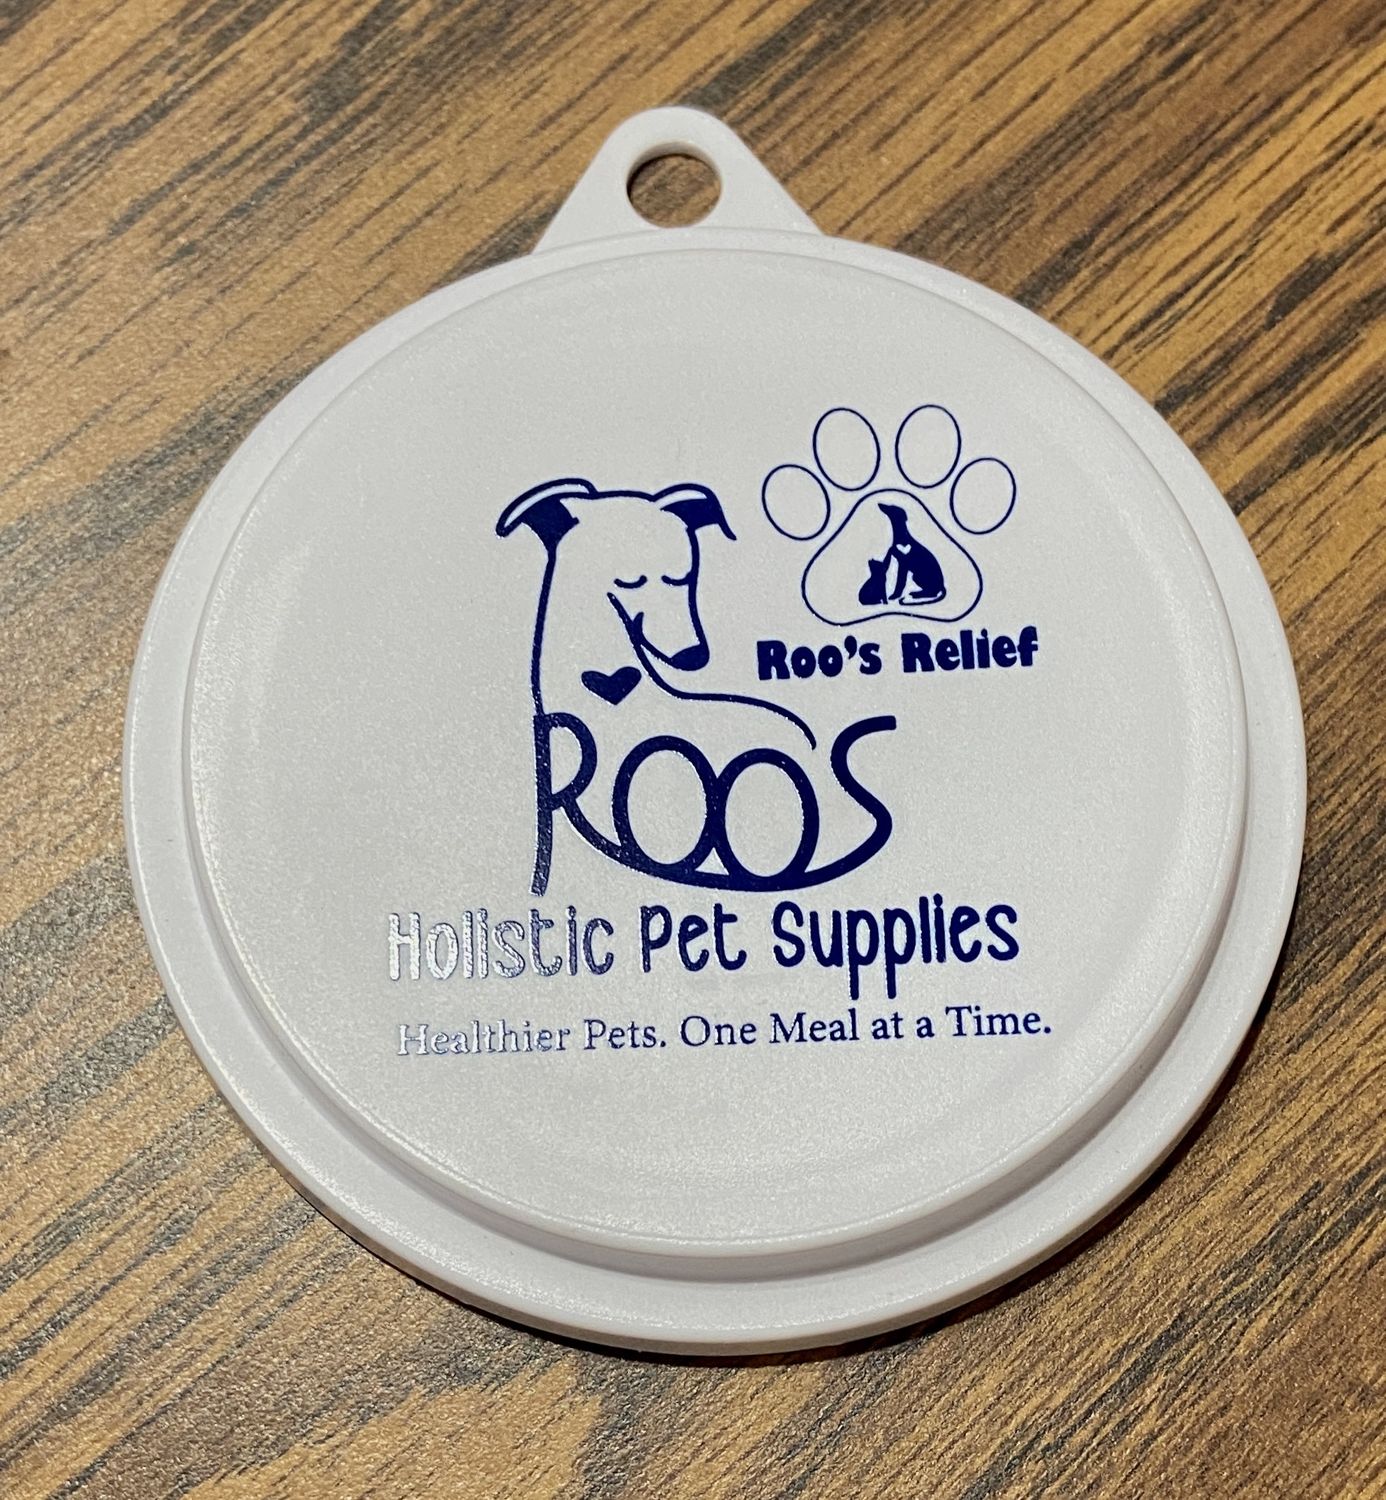 Roo's Relief
ROOS
Holistic Pet Supplies
Healthier Pets. One Meal at a Time.